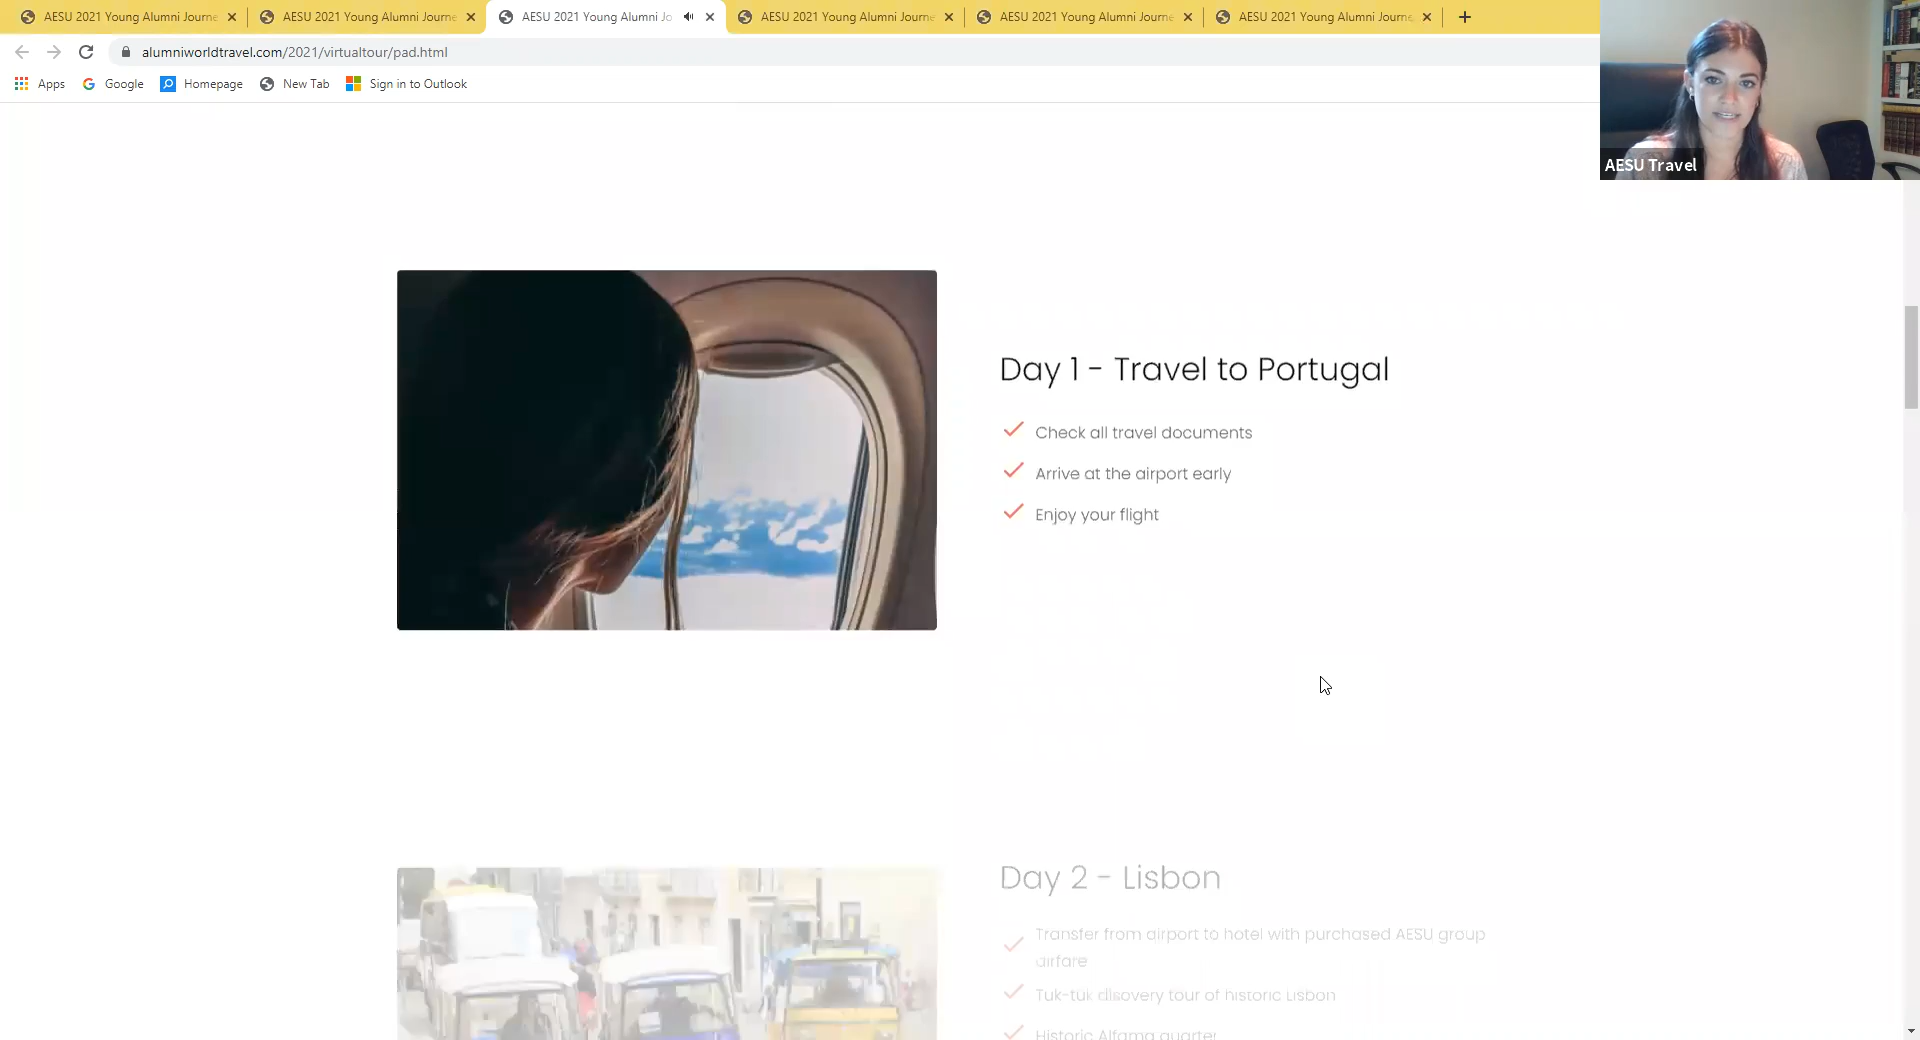 AESU 2021 Young Alumni Journe
AESU 2021 Young Alumni Journe
AESU 2021 Young Alumni Jo
AESU 2021 Young Alumni Journe
AESU 2021 Young Alumni Journe
AESU 2021 Young Alumni Journe
alumniworldtravel.com/2021/virtualtour/pad.html
Apps
Google
Homepage
New Tab
Sign in to Outlook
AESU Travel
Day 1 - Travel to Portugal
Check all travel documents
Arrive at the airport early
Enjoy your flight
Day 2 - Lisbon
Transfer from airport to hotel with purchased AESU group
airfare
Tuk-tuk disovery tour of historic Lisbon
Historic Alfama quarter